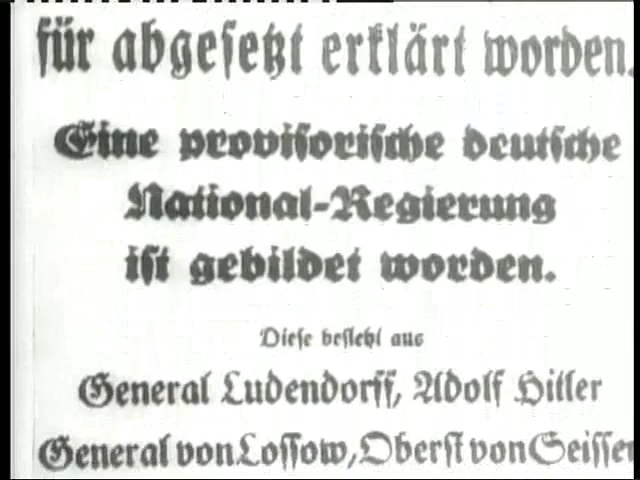 für abgesetzt erklärt worden.
Eine provisorische deutsche
National-Regierung
ist gebildet worden.
Diese besteht aus
General Ludendorff, Adolf Hitler
General von Lossow, Oberst von Seisser